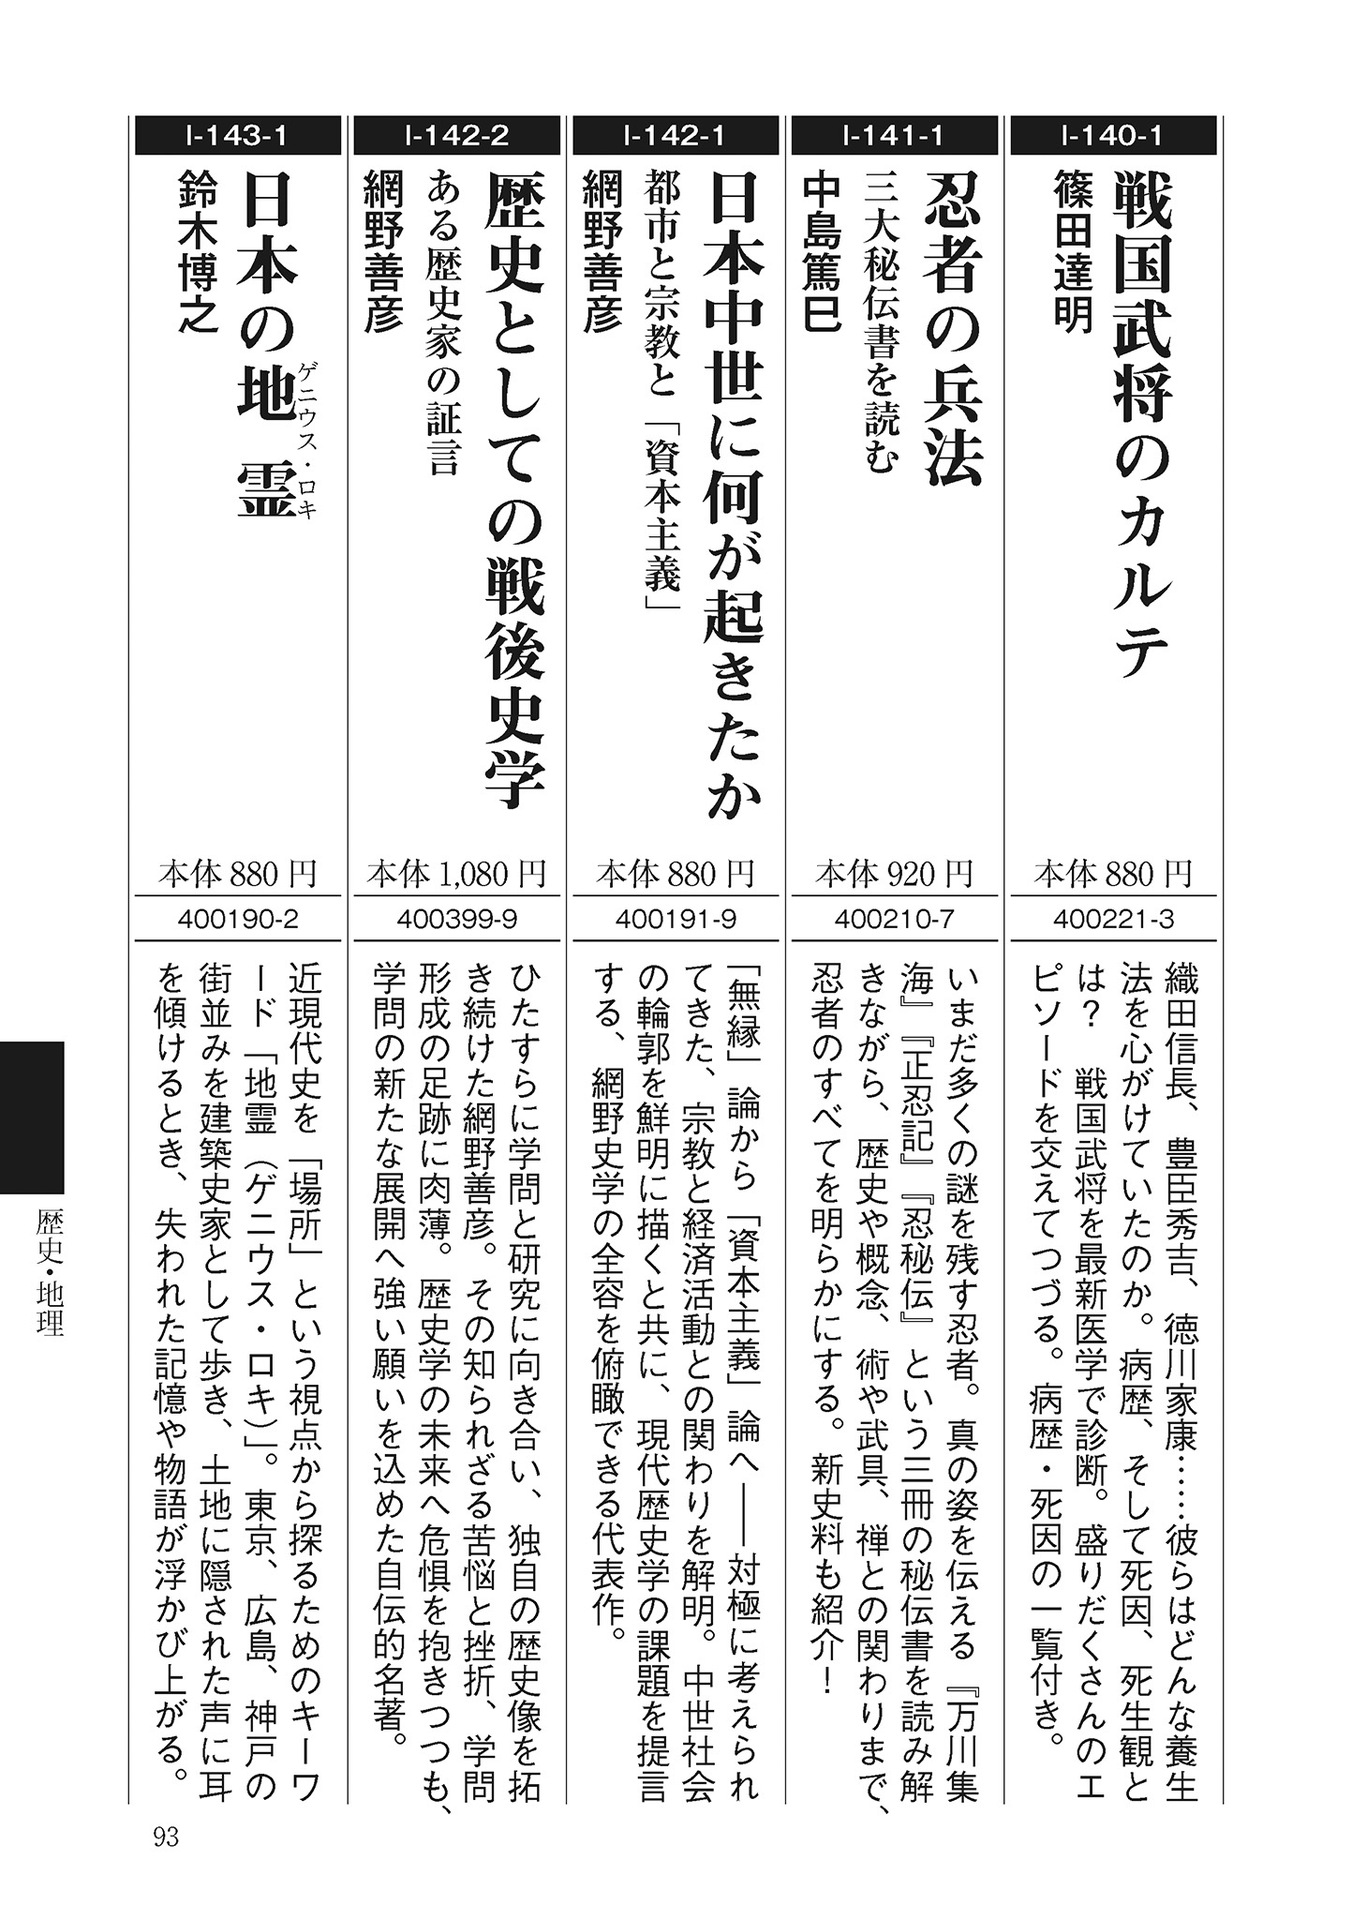 I-140-1
戦国武将のカルテ
篠田達明
本体 880 円
400221-3
織田信長、豊臣秀吉、徳川家康……彼らはどんな養生
法を心がけていたのか。病歴、そして死因、死生観と
は？　戦国武将を最新医学で診断。盛りだくさんのエ
ピソードを交えてつづる。病歴・死因の一覧付き。
I-141-1
忍者の兵法
三大秘伝書を読む
中島篤巳
本体 920 円
400210-7
いまだ多くの謎を残す忍者。真の姿を伝える『万川集
海』『正忍記』『忍秘伝』という三冊の秘伝書を読み解
きながら、歴史や概念、術や武具、禅との関わりまで、
忍者のすべてを明らかにする。新史料も紹介！
I-142-1
日本中世に何が起きたか
都市と宗教と「資本主義」
網野善彦
本体 880 円
400191-9
「無縁」論から「資本主義」論へ――対極に考えられ
てきた、宗教と経済活動との関わりを解明。中世社会
の輪郭を鮮明に描くと共に、現代歴史学の課題を提言
する、網野史学の全容を俯瞰できる代表作。
I-142-2
歴史としての戦後史学
ある歴史家の証言
網野善彦
本体 1,080 円
400399-9
ひたすらに学問と研究に向き合い、独自の歴史像を拓
き続けた網野善彦。その知られざる苦悩と挫折、学問
形成の足跡に肉薄。歴史学の未来へ危惧を抱きつつも、
学問の新たな展開へ強い願いを込めた自伝的名著。
I-143-1
日本の地霊
ゲニウス・ロキ
鈴木博之
本体 880 円
400190-2
近現代史を「場所」という視点から探るためのキーワ
ード「地霊（ゲニウス・ロキ）」。東京、広島、神戸の
街並みを建築史家として歩き、土地に隠された声に耳
を傾けるとき、失われた記憶や物語が浮かび上がる。
歴史・地理
93